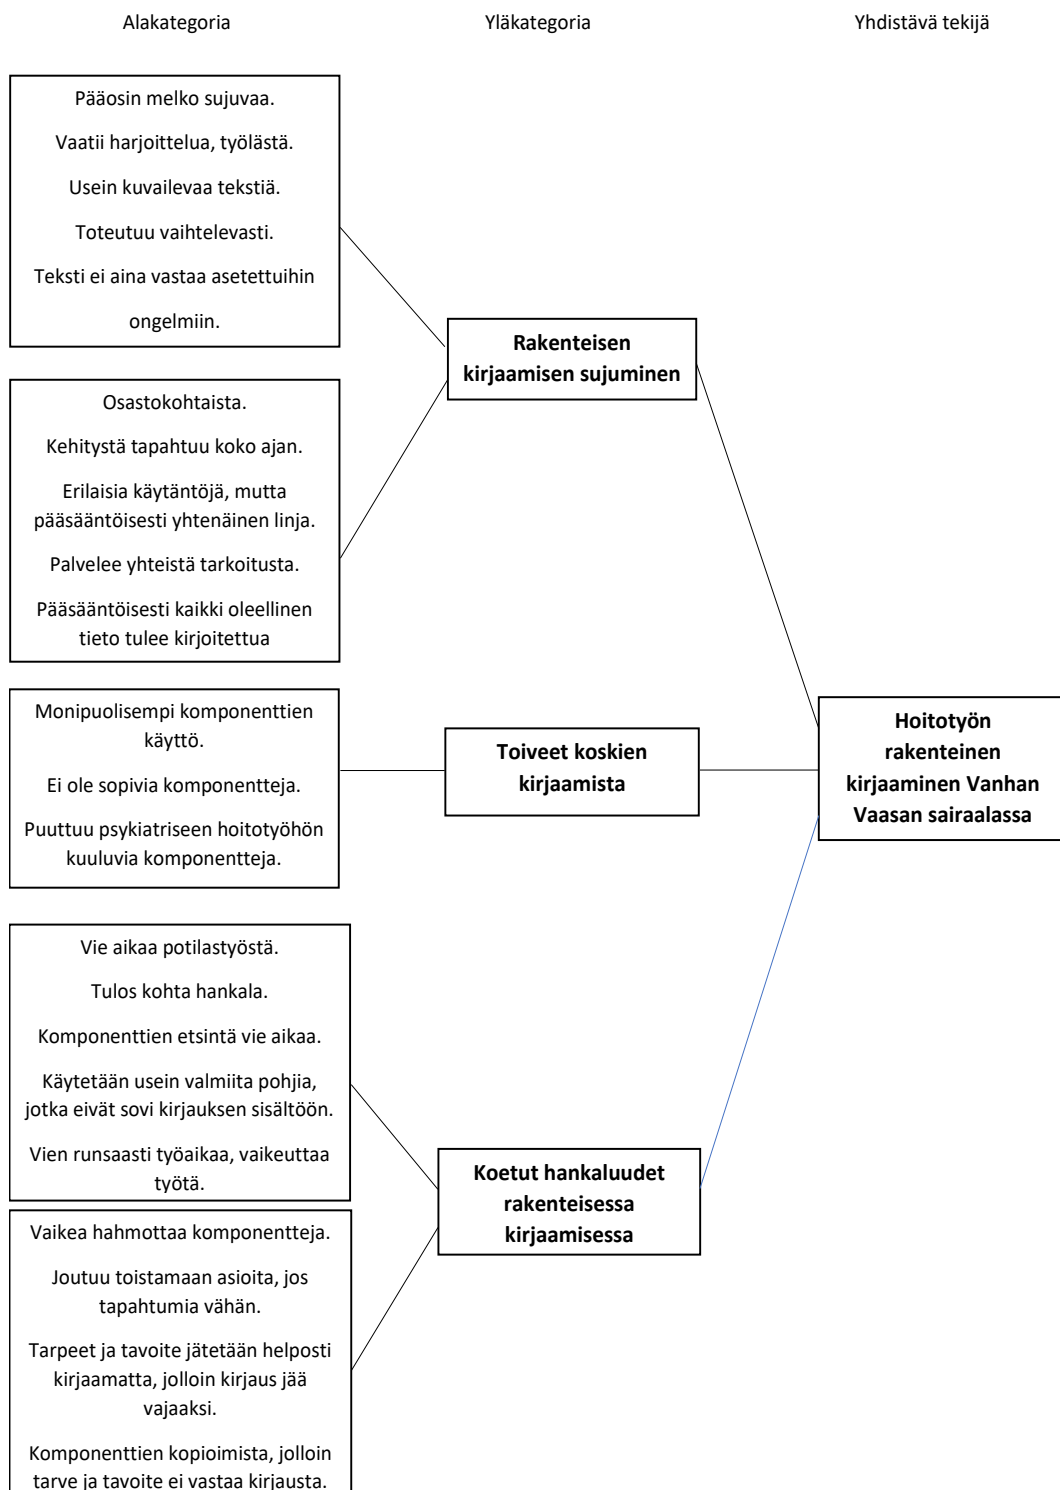 Alakategoria
Yläkategoria
Yhdistävä tekijä
Pääosin melko sujuvaa.
Vaatii harjoittelua, työlästä.
Usein kuvailevaa tekstiä.
Toteutuu vaihtelevasti.
Teksti ei aina vastaa asetettuihin
ongelmiin.
Osastokohtaista.
Kehitystä tapahtuu koko ajan.
Erilaisia käytäntöjä, mutta
pääsääntöisesti yhtenäinen linja.
Palvelee yhteistä tarkoitusta.
Pääsääntöisesti kaikki oleellinen
tieto tulee kirjoitettua
Rakenteisen
kirjaamisen sujuminen
Monipuolisempi komponenttien
käyttö.
Ei ole sopivia komponentteja.
Puuttuu psykiatriseen hoitotyöhön
kuuluvia komponentteja.
Toiveet koskien
kirjaamista
Hoitotyön
rakenteinen
kirjaaminen Vanhan
Vaasan sairaalassa
Vie aikaa potilastyöstä.
Tulos kohta hankala.
Komponenttien etsintä vie aikaa.
Käytetään usein valmiita pohjia,
jotka eivät sovi kirjauksen sisältöön.
Vien runsaasti työaikaa, vaikeuttaa
työtä.
Vaikea hahmottaa komponentteja.
Joutuu toistamaan asioita, jos
tapahtumia vähän.
Tarpeet ja tavoite jätetään helposti
kirjaamatta, jolloin kirjaus jää
vajaaksi.
Komponenttien kopioimista, jolloin
tarve ja tavoite ei vastaa kirjausta.
Koetut hankaluudet
rakenteisessa
kirjaamisessa